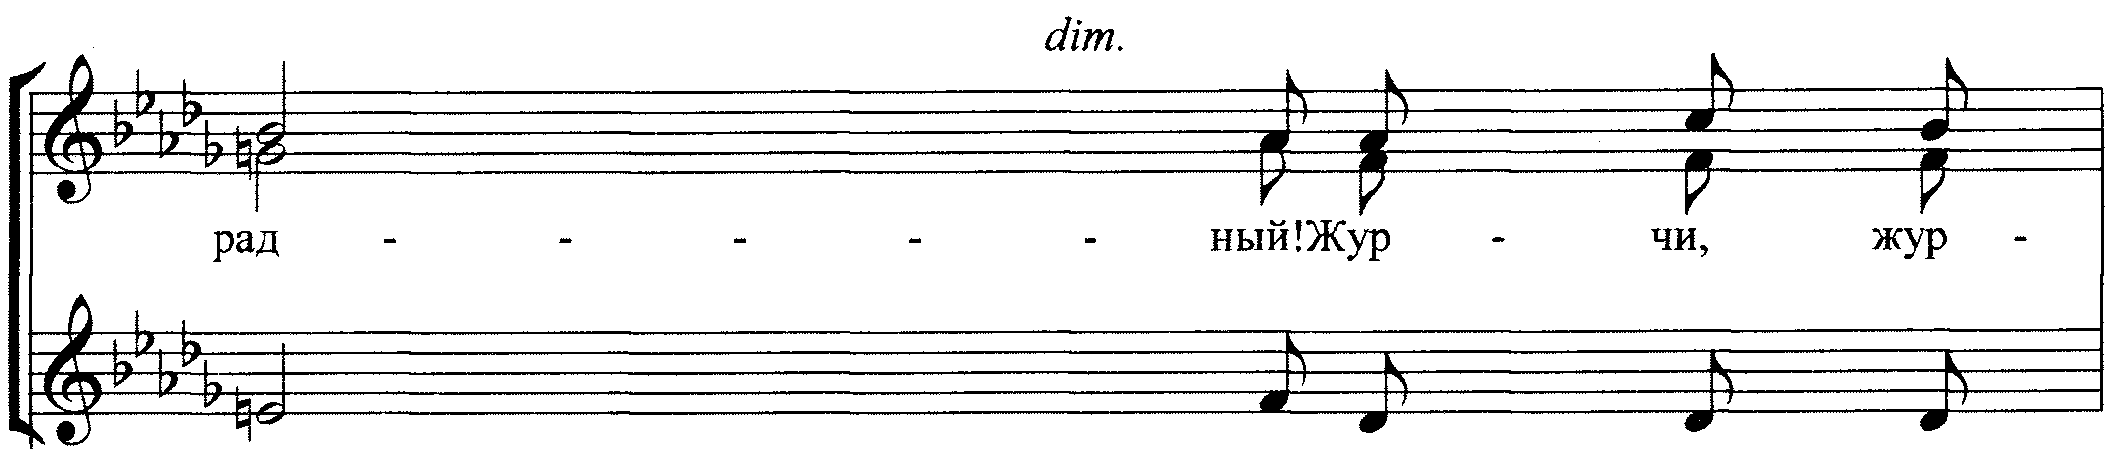 dim.
рад - - - - - ный!Жур - чи, жур -